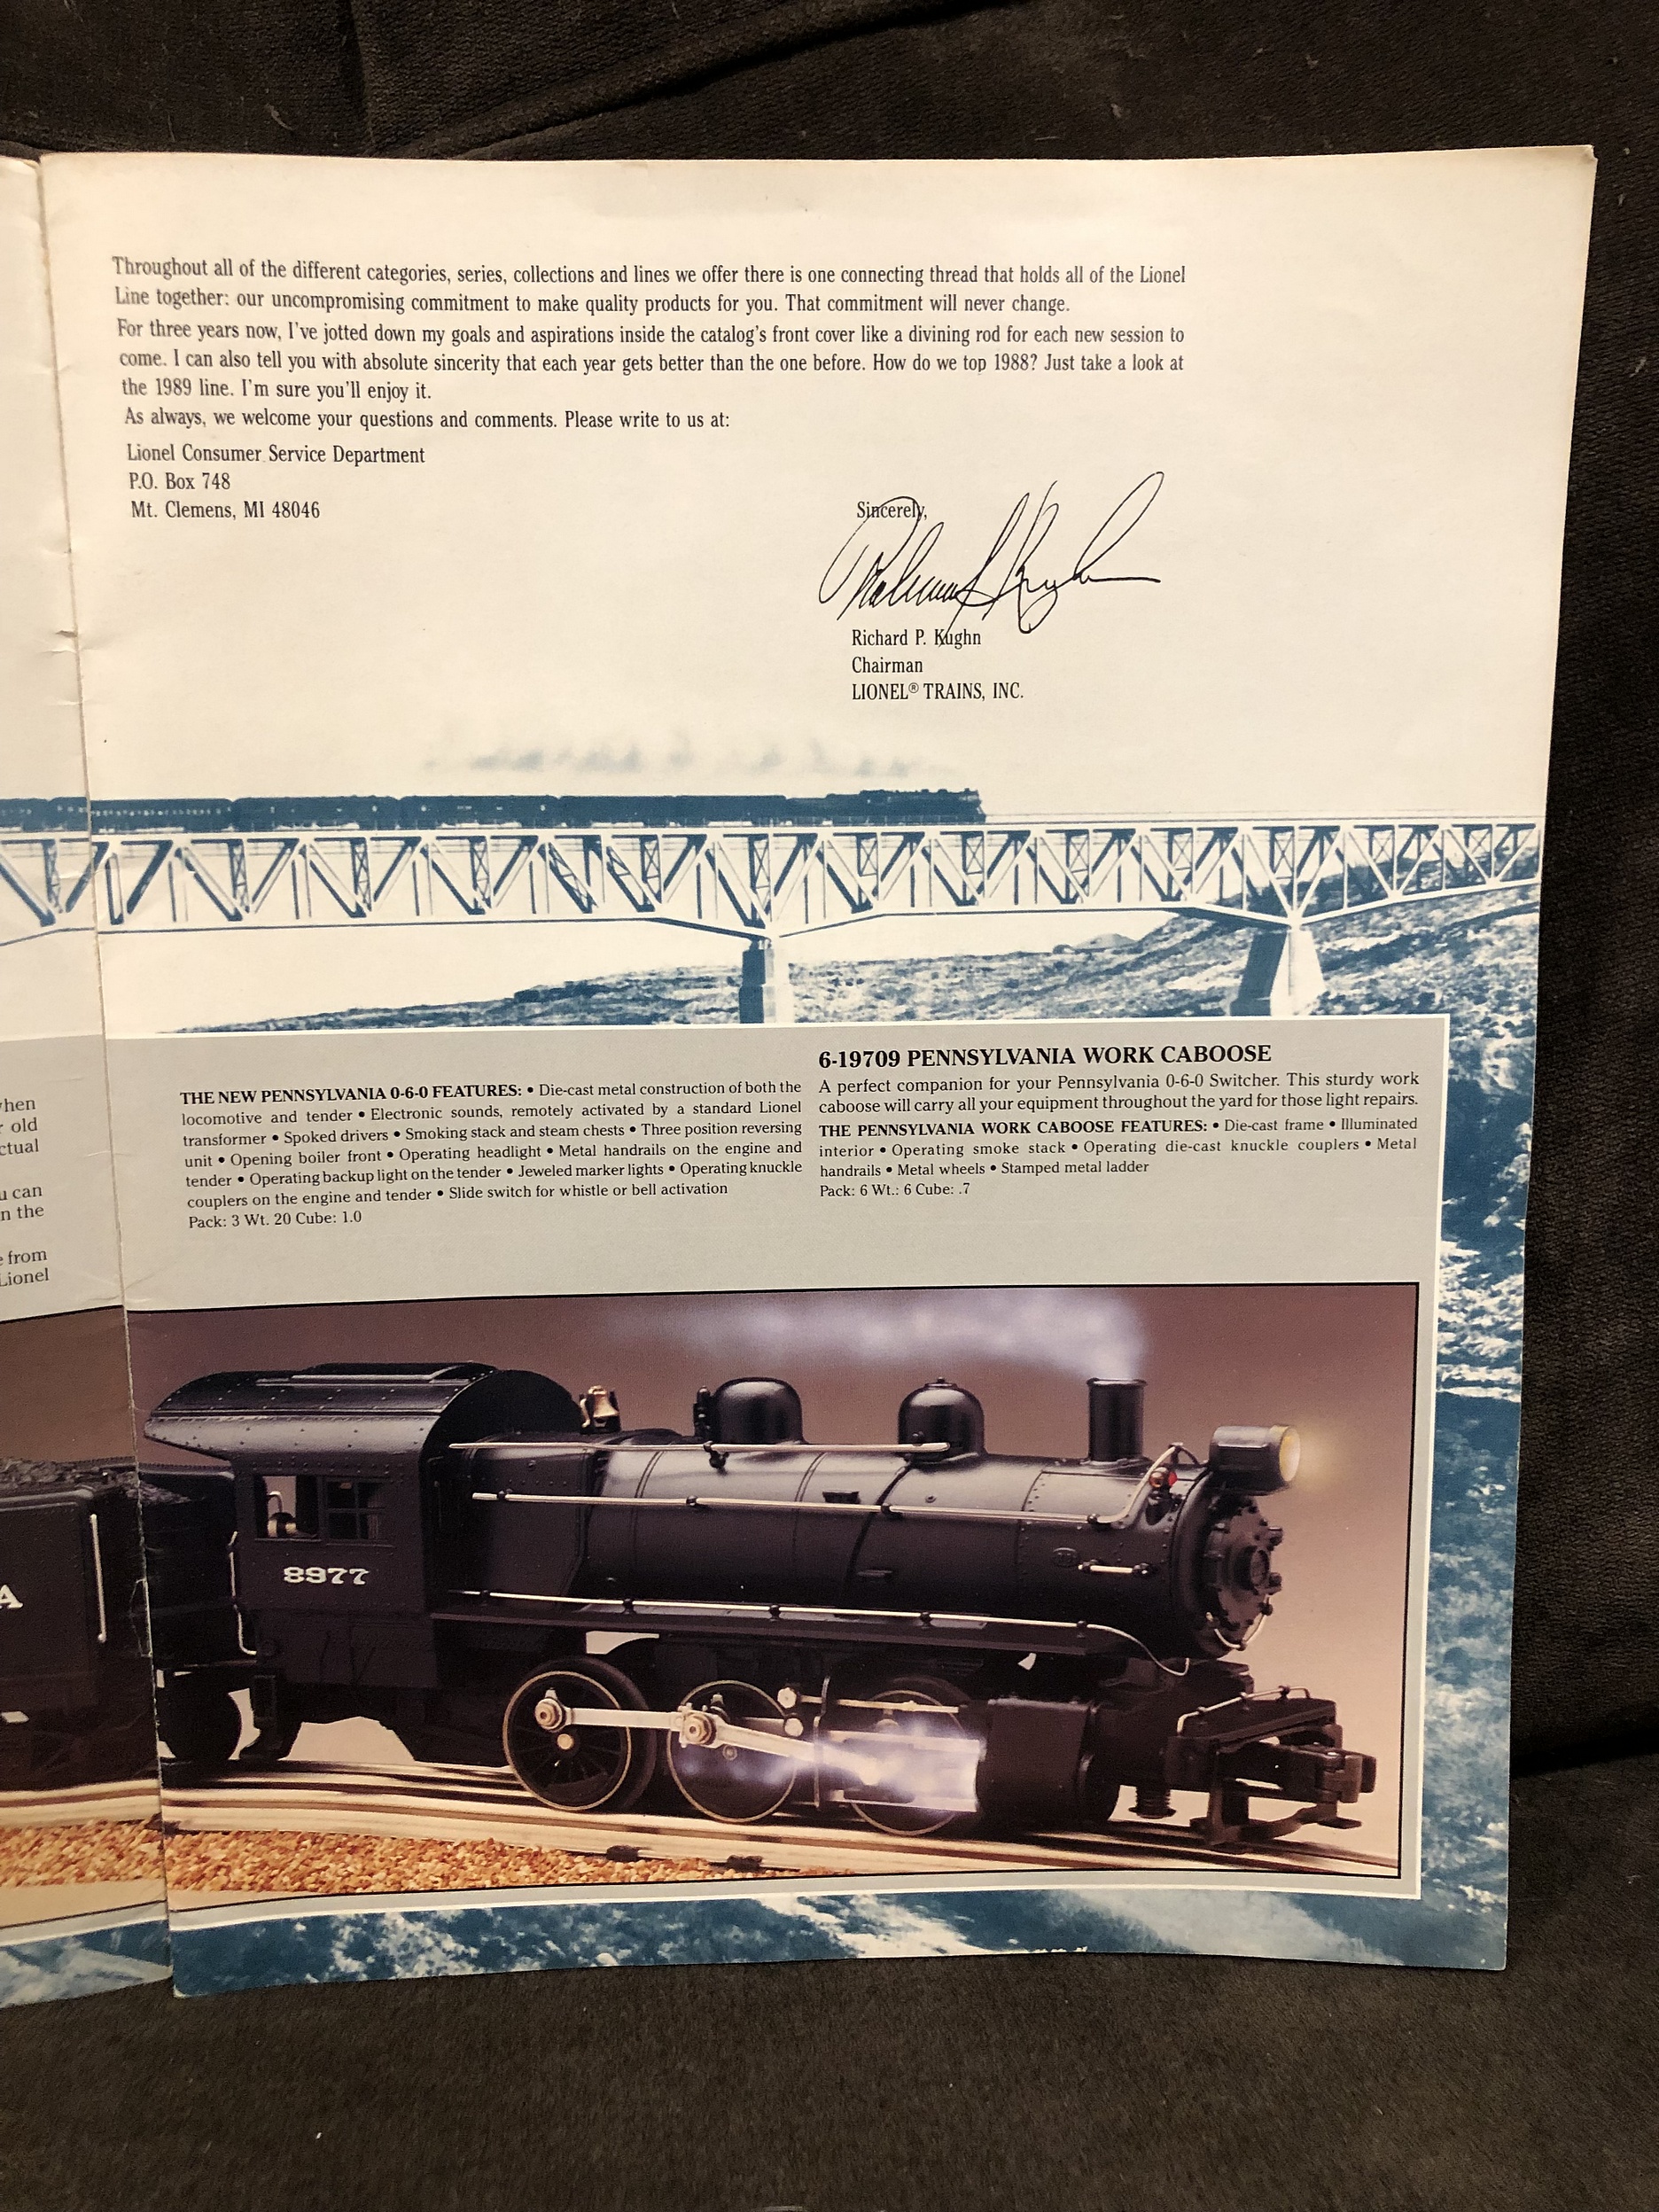 Throughout all of the different categories, series, collections and lines we offer there is one connecting thread that holds all of the Lionel
Line together: our uncompromising commitment to make quality products for you. That commitment will never change.
For three years now, I've jotted down my goals and aspirations inside the catalog's front cover like a divining rod for each new session to
come. I can also tell you with absolute sincerity that each year gets better than the one before. How do we top 1988? Just take a look at
the 1989 line. I'm sure you'll enjoy it.
As always, we welcome your questions and comments. Please write to us at:
Lionel Consumer Service Department
P.O. Box 748
Mt. Clemens, MI 48046
Sincerely,
Richard P. Kughn
Chairman
LIONEL® TRAINS, INC.
old
u can
n the
from
Lionel
THE NEW PENNSYLVANIA 0-6-0 FEATURES: • Die-cast metal construction of both the
locomotive and tender • Electronic sounds, remotely activated by a standard Lionel
transformer • Spoked drivers • Smoking stack and steam chests • Three position reversing
unit • Opening boiler front • Operating headlight • Metal handrails on the engine and
tender • Operating backup light on the tender • Jeweled marker lights • Operating knuckle
couplers on the engine and tender • Slide switch for whistle or bell activation
Pack: 3 Wt. 20 Cube: 1.0
6-19709 PENNSYLVANIA WORK CABOOSE
A perfect companion for your Pennsylvania 0-6-0 Switcher. This sturdy work
caboose will carry all your equipment throughout the yard for those light repairs.
THE PENNSYLVANIA WORK CABOOSE FEATURES: • Die-cast frame • Illuminated
interior • Operating smoke stack • Operating die-cast knuckle couplers • Metal
handrails • Metal wheels • Stamped metal ladder
Pack: 6 Wt.: 6 Cube: .7
A
8977